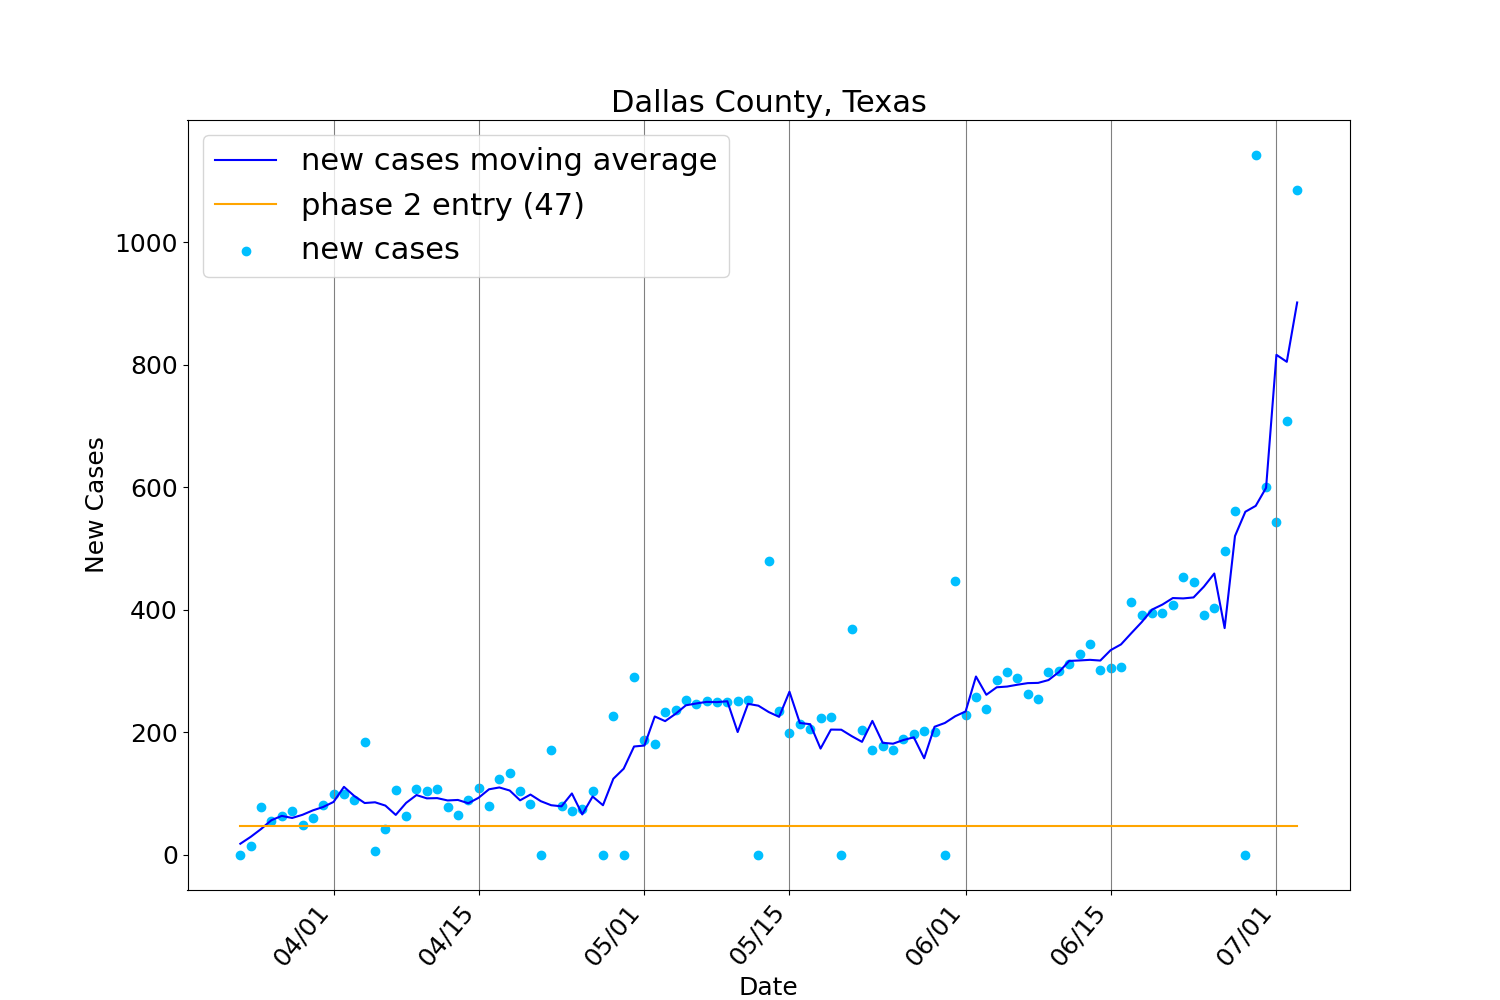 Dallas County, Texas
new cases moving average
phase 2 entry (47)
new cases
1000
800
600
400
200
0
New Cases
04/01
04/15
05/01
05/15
06/01
06/15
07/01
Date